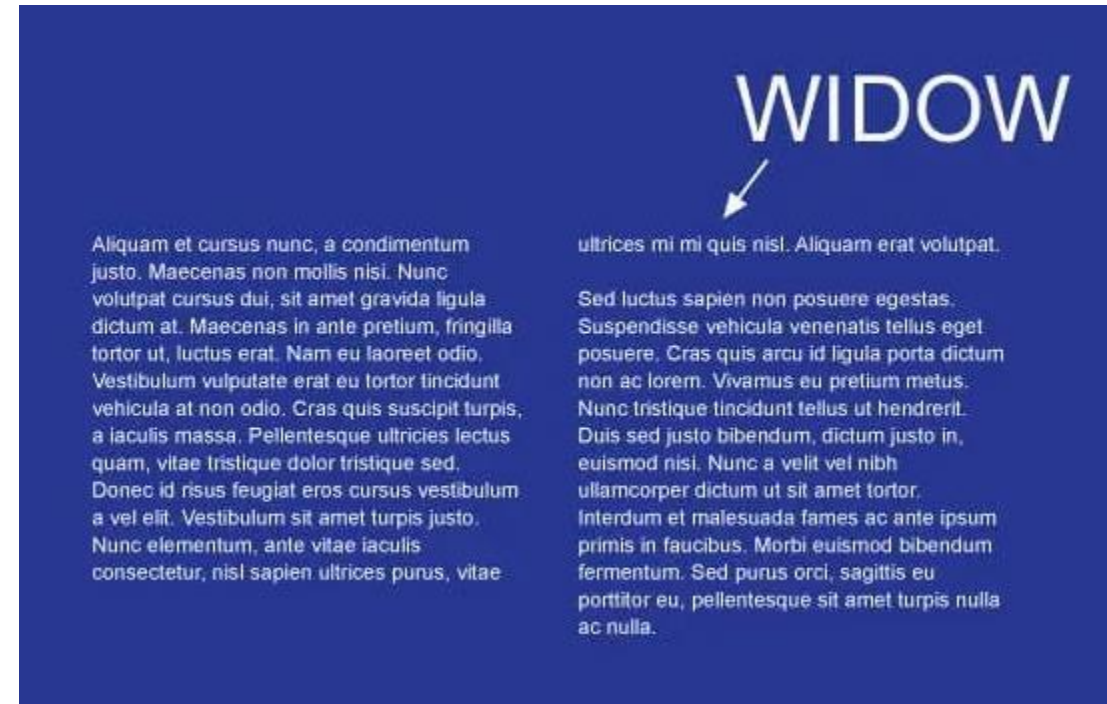 WIDOW
Aliquam et cursus nunc, a condimentum
justo. Maecenas non mollis nisi. Nunc
volutpat cursus dui, sit amet gravida ligula
dictum at. Maecenas in ante pretium, fringilla
tortor ut, luctus erat. Nam eu laoreet odio.
Vestibulum vulputate erat eu tortor tincidunt
vehicula at non odio. Cras quis suscipit turpis,
a iaculis massa. Pellentesque ultricies lectus
quam, vitae tristique dolor tristique sed.
Donec id risus feugiat eros cursus vestibulum
a vel elit. Vestibulum sit amet turpis justo.
Nunc elementum, ante vitae iaculis
consectetur, nisl sapien ultrices purus, vitae
ultrices mi mi quis nisl. Aliquam erat volutpat.
Sed luctus sapien non posuere egestas.
Suspendisse vehicula venenatis tellus eget
posuere. Cras quis arcu id ligula porta dictum
non ac lorem. Vivamus eu pretium metus.
Nunc tristique tincidunt tellus ut hendrerit.
Duis sed justo bibendum, dictum justo in,
euismod nisi. Nunc a velit vel nibh
ullamcorper dictum ut sit amet tortor.
Interdum et malesuada fames ac ante ipsum
primis in faucibus. Morbi euismod bibendum
fermentum. Sed purus orci, sagittis eu
porttitor eu, pellentesque sit amet turpis nulla
ac nulla.